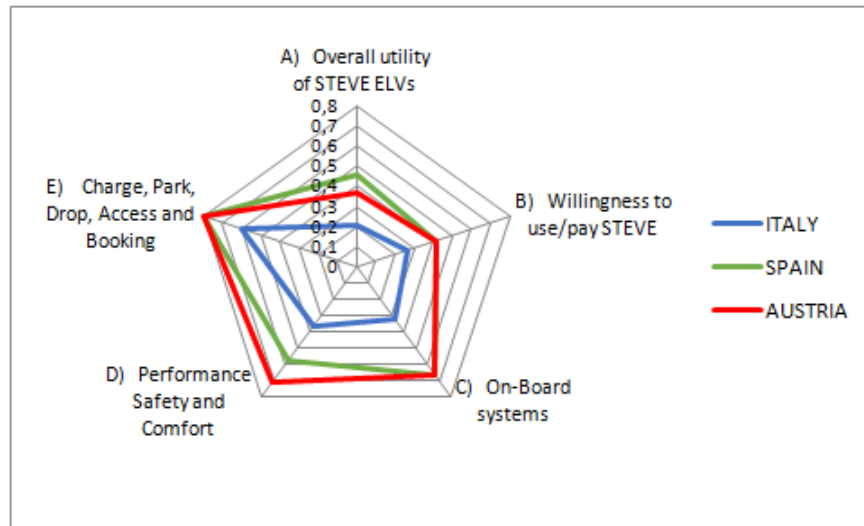 A) Overall utility
of STEVE ELVs
0,8
0,7
0,6
0,5
0,4
0,3
0,2
0,1
0
B) Willingness to
use/pay STEVE
C) On-Board
systems
D) Performance
Safety and
Comfort
E) Charge, Park,
Drop, Access and
Booking
ITALY
SPAIN
AUSTRIA